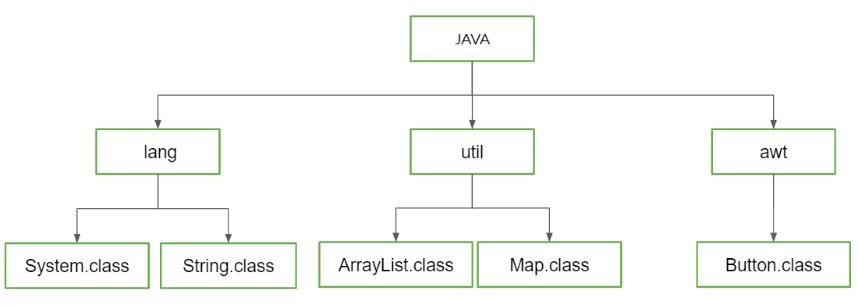 JAVA
lang
util
awt
System.class
String.class
ArrayList.class
Map.class
Button.class